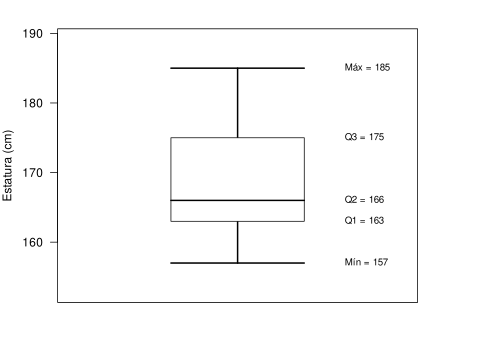 190
180
170
160
Estatura (cm)
Máx = 185
Q3 = 175
Q2 = 166
Q1 = 163
Mín = 157